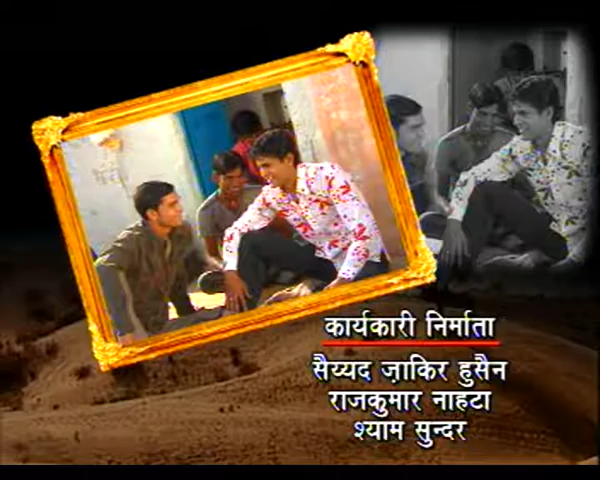 कार्यकारी निर्माता
सैय्यद ज़ाकिर हुसैन
राजकुमार नाहटा
श्याम सुन्दर